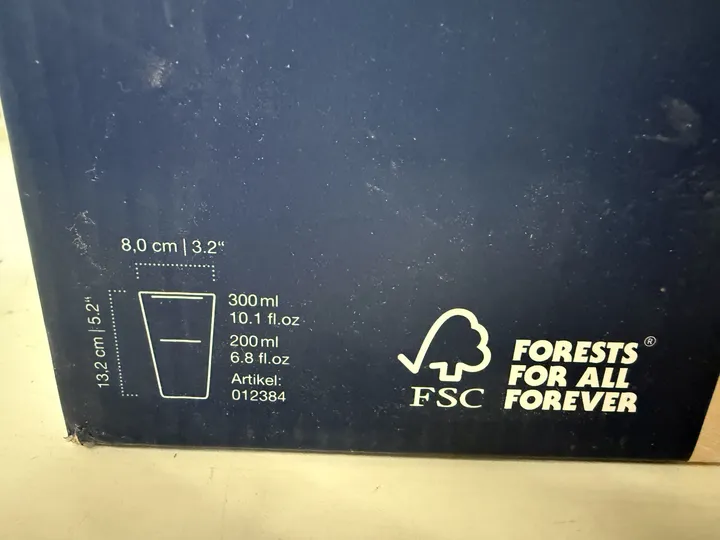 8,0 cm | 3.2“
13.2 cm | 5.2“
300 ml
10.1 fl.oz
200 ml
6.8 fl.oz
Artikel:
012384
FSC
FORESTS ®
FOR ALL
FOREVER